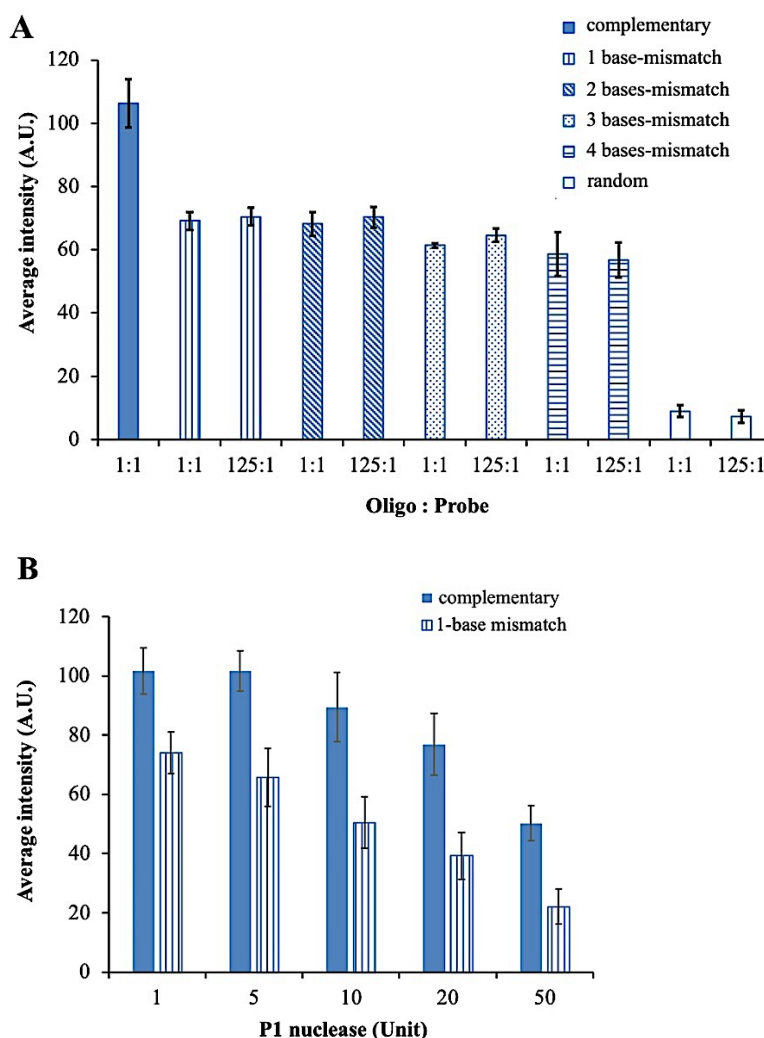 A
complementary
1 base-mismatch
2 bases-mismatch
3 bases-mismatch
4 bases-mismatch
random
Average intensity (A.U.)
120
100
80
60
40
20
0
1:1 1:1 125:1 1:1 125:1 1:1 125:1 1:1 125:1 1:1 125:1
Oligo : Probe
B
complementary
1-base mismatch
Average intensity (A.U.)
120
100
80
60
40
20
0
1 5 10 20 50
P1 nuclease (Unit)